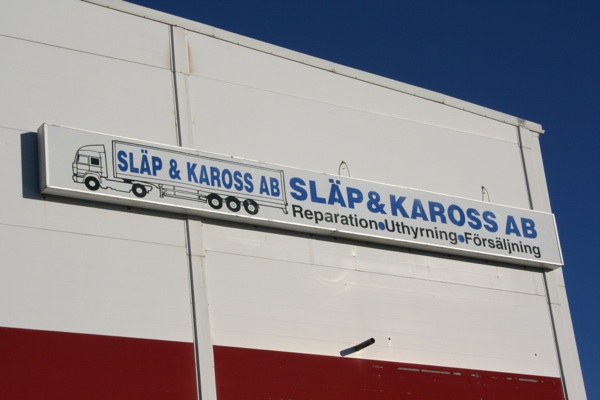 SLÄP & KAROSS AB
SLÄP&KAROSS AB
Reparation•Uthyrning•Försäljning